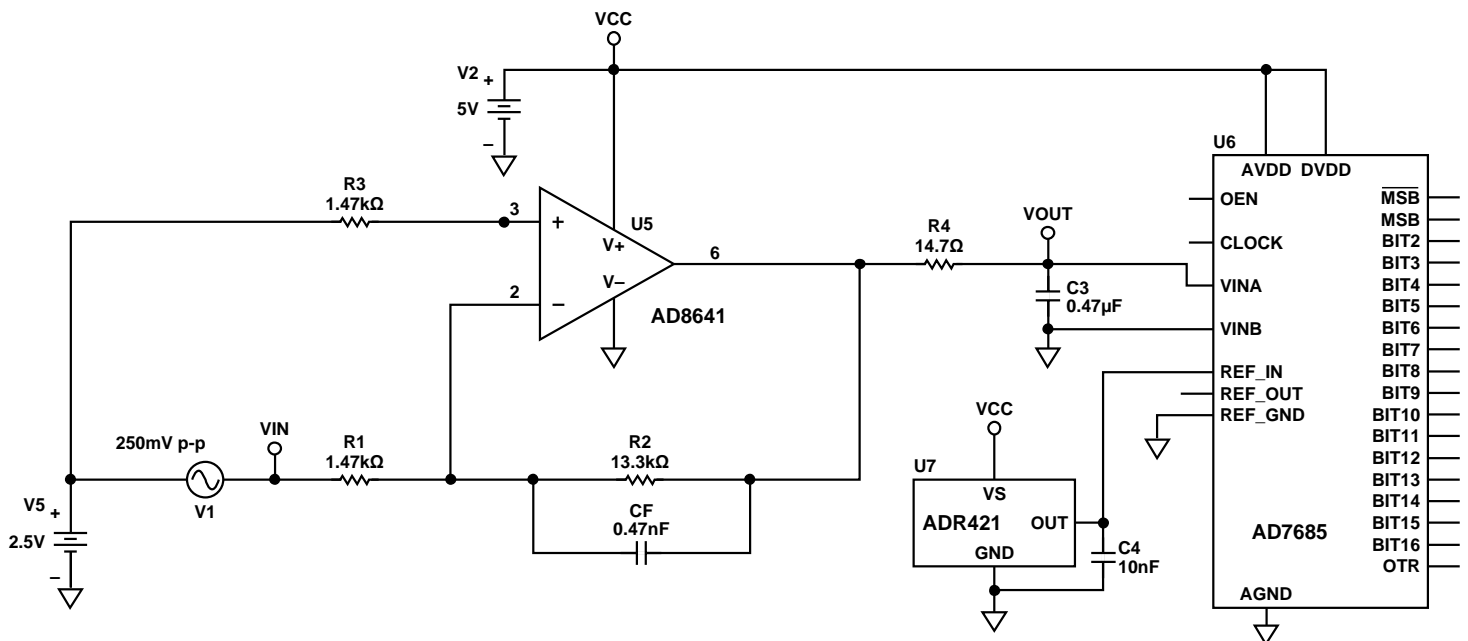 VCC
V2
+
5V
–
U6
AVDD DVDD
R3
1.47kΩ
3
+
U5
V+
V–
2
–
6
AD8641
R4
14.7Ω
VOUT
C3
0.47µF
OEN
CLOCK
VINA
VINB
REF_IN
REF_OUT
REF_GND
MSB
MSB
BIT2
BIT3
BIT4
BIT5
BIT6
BIT7
BIT8
BIT9
BIT10
BIT11
BIT12
BIT13
BIT14
BIT15
BIT16
OTR
AD7685
AGND
250mV p-p
V1
VIN
R1
1.47kΩ
R2
13.3kΩ
CF
0.47nF
V5
+
2.5V
–
VCC
U7
VS
ADR421
OUT
GND
C4
10nF